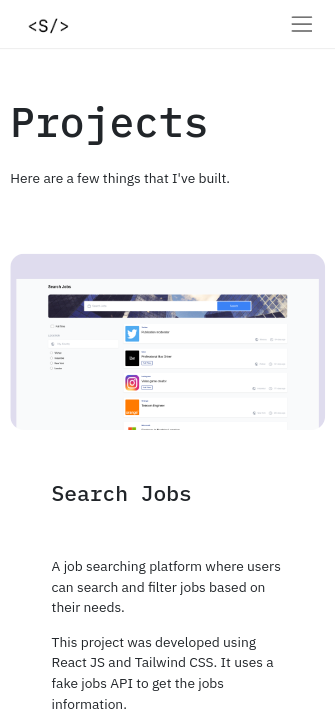 <S/>
Projects
Here are a few things that I've built.
Search Jobs
Search Jobs
A job searching platform where users
can search and filter jobs based on
their needs.
This project was developed using
React JS and Tailwind CSS. It uses a
fake jobs API to get the jobs
information.